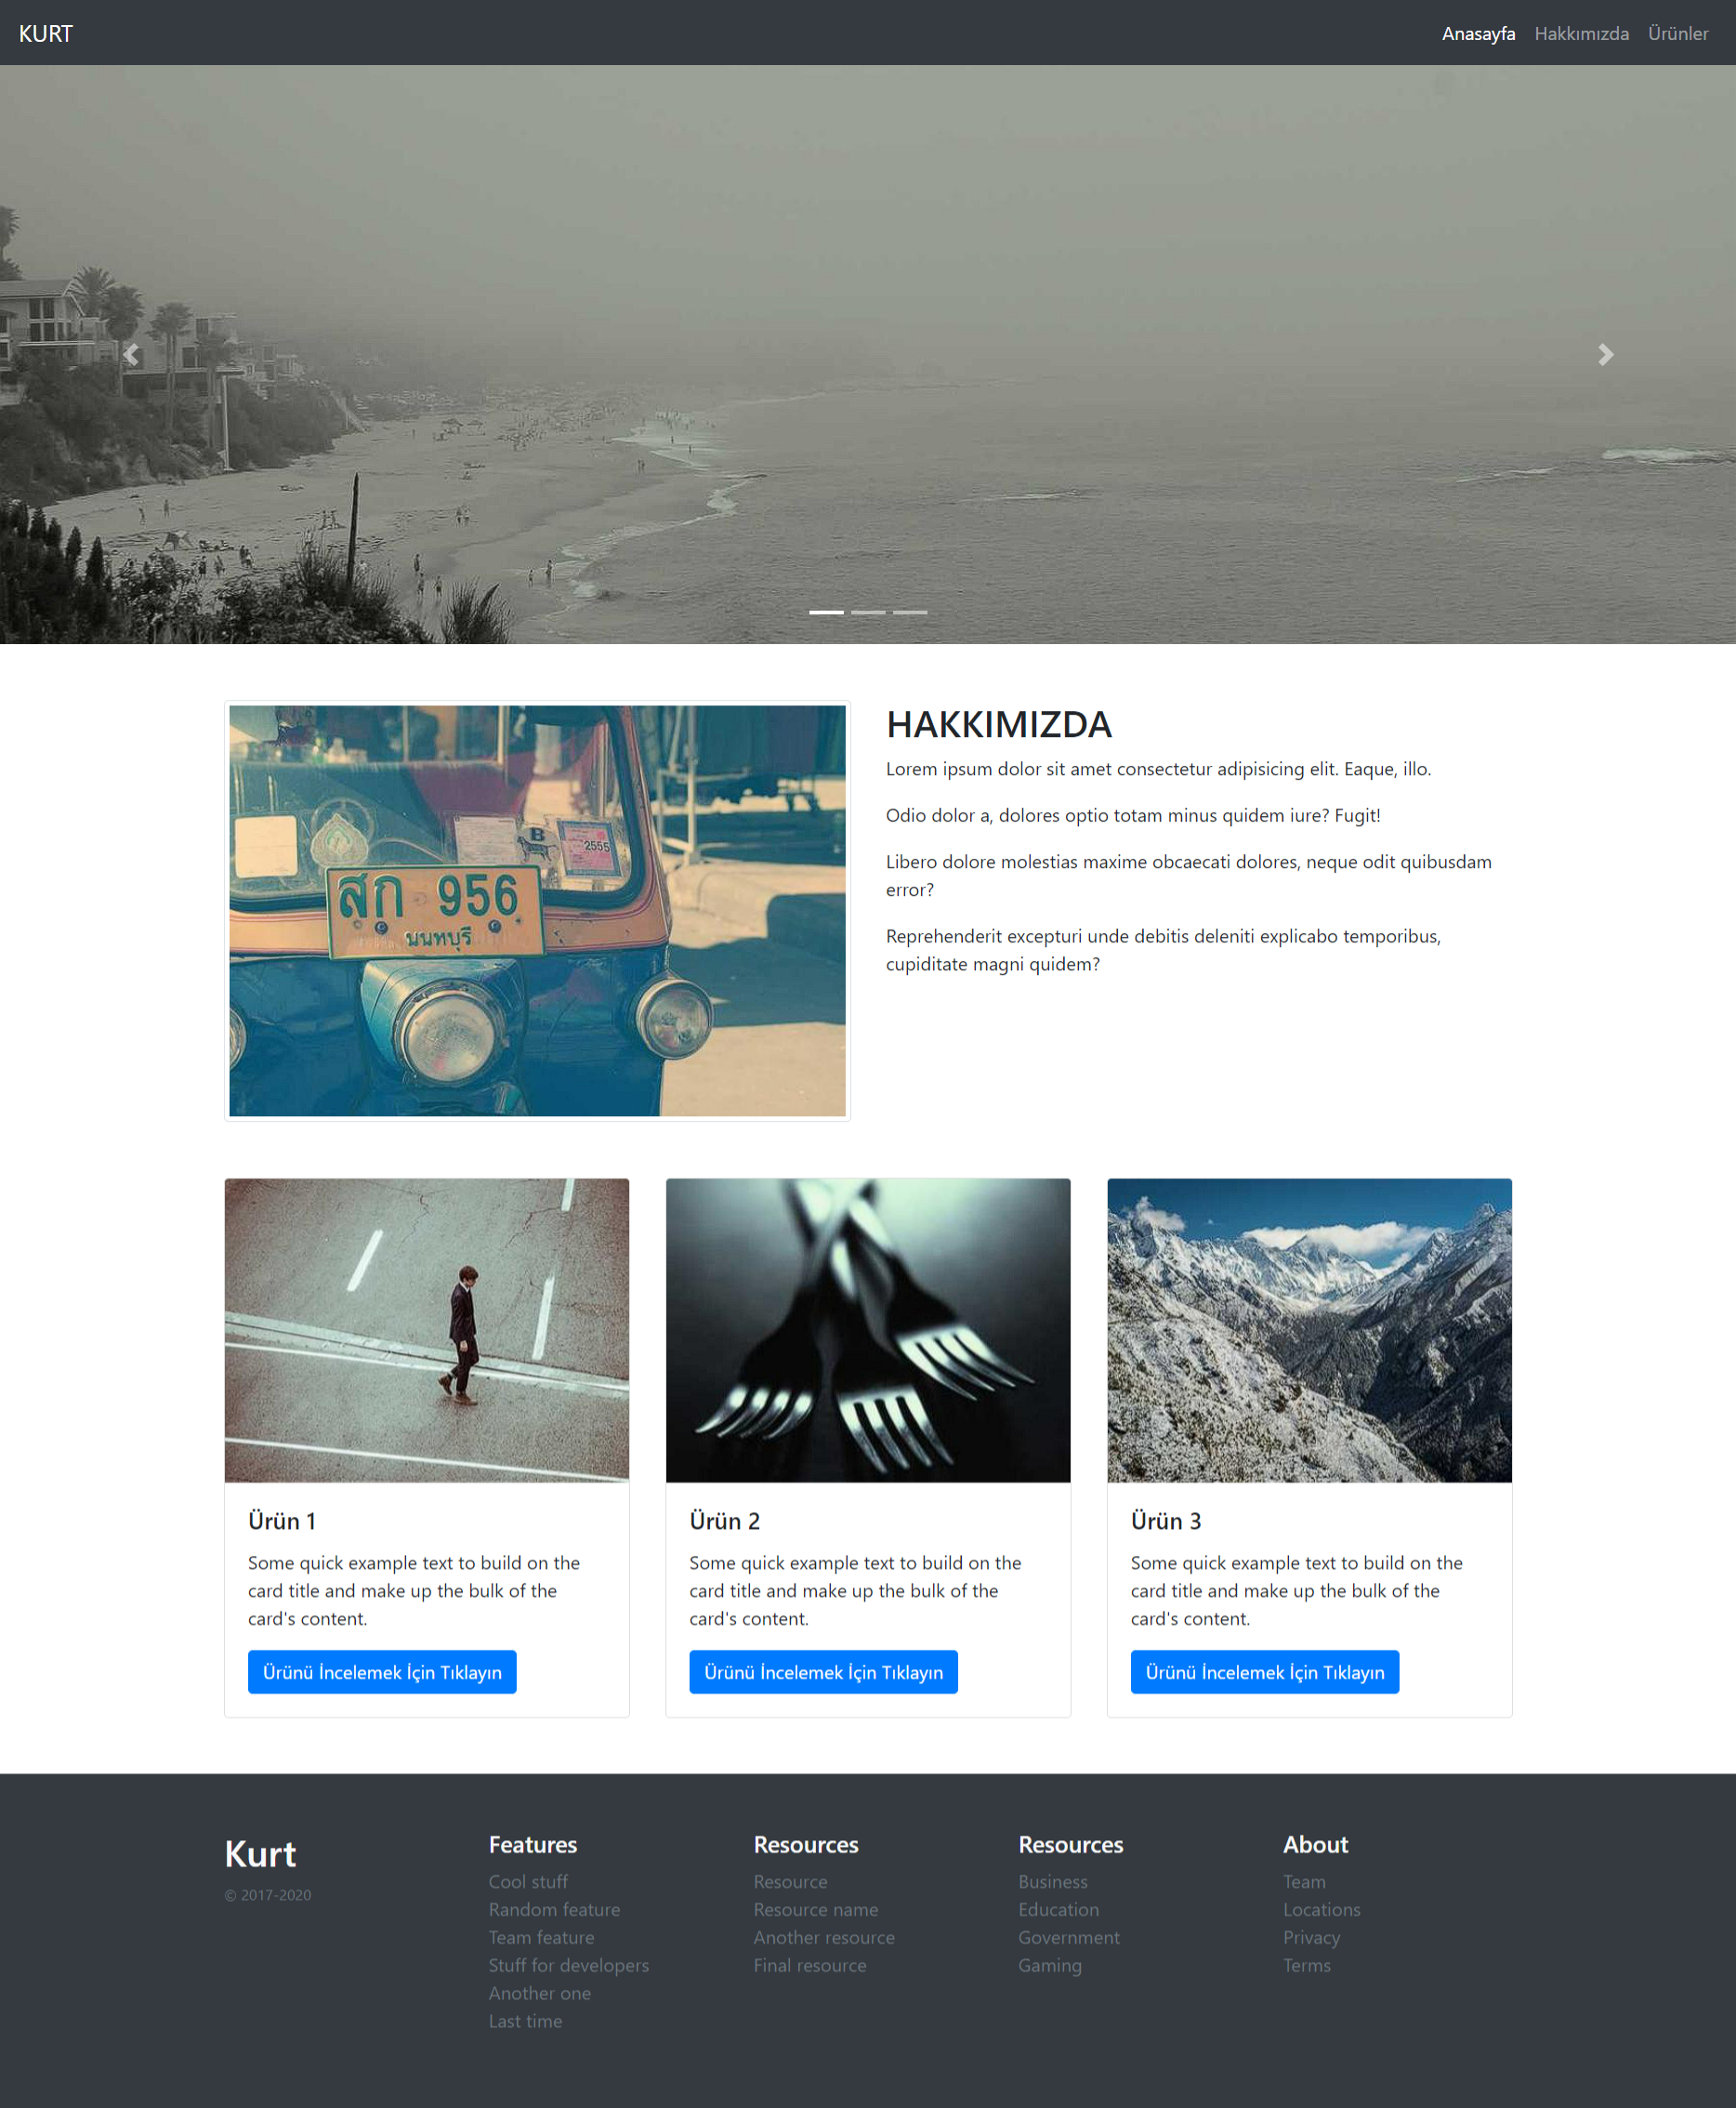 KURT
Anasayfa Hakkımızda Ürünler
สฎก 956
นนทบุรี
B
2555
HAKKIMIZDA
Lorem ipsum dolor sit amet consectetur adipisicing elit. Eaque, illo.
Odio dolor a, dolores optio totam minus quidem iure? Fugit!
Libero dolore molestias maxime obcaecati dolores, neque odit quibusdam
error?
Reprehenderit excepturi unde debitis deleniti explicabo temporibus,
cupiditate magni quidem?
Ürün 1
Some quick example text to build on the
card title and make up the bulk of the
card's content.
Ürünü İncelemek İçin Tıklayın
Ürün 2
Some quick example text to build on the
card title and make up the bulk of the
card's content.
Ürünü İncelemek İçin Tıklayın
Ürün 3
Some quick example text to build on the
card title and make up the bulk of the
card's content.
Ürünü İncelemek İçin Tıklayın
Kurt
© 2017-2020
Features
Cool stuff
Random feature
Team feature
Stuff for developers
Another one
Last time
Resources
Resource
Resource name
Another resource
Final resource
Resources
Business
Education
Government
Gaming
About
Team
Locations
Privacy
Terms